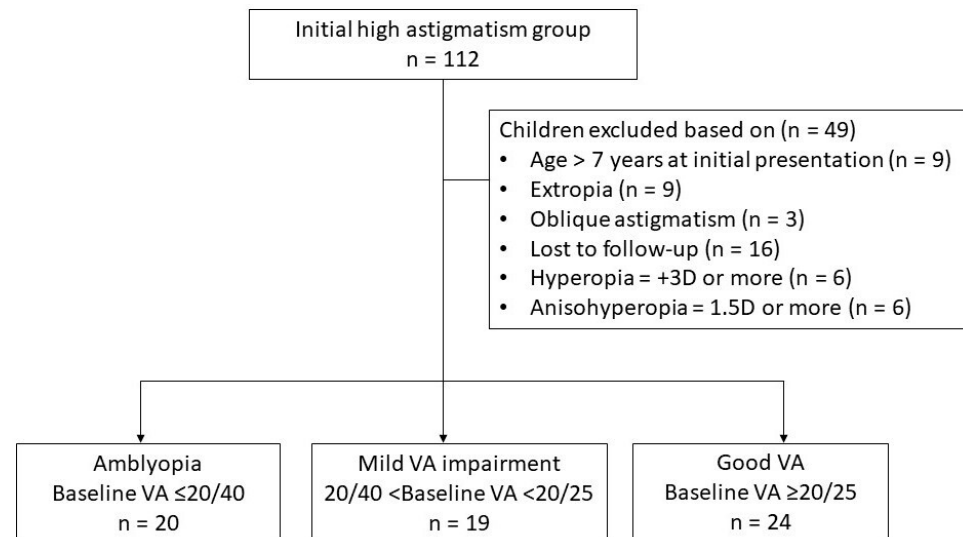 Initial high astigmatism group
n = 112
Children excluded based on (n = 49)
• Age > 7 years at initial presentation (n = 9)
• Extropia (n = 9)
• Oblique astigmatism (n = 3)
• Lost to follow-up (n = 16)
• Hyperopia = +3D or more (n = 6)
• Anisohyperopia = 1.5D or more (n = 6)
Amblyopia
Baseline VA ≤20/40
n = 20
Mild VA impairment
20/40 <Baseline VA <20/25
n = 19
Good VA
Baseline VA ≥20/25
n = 24